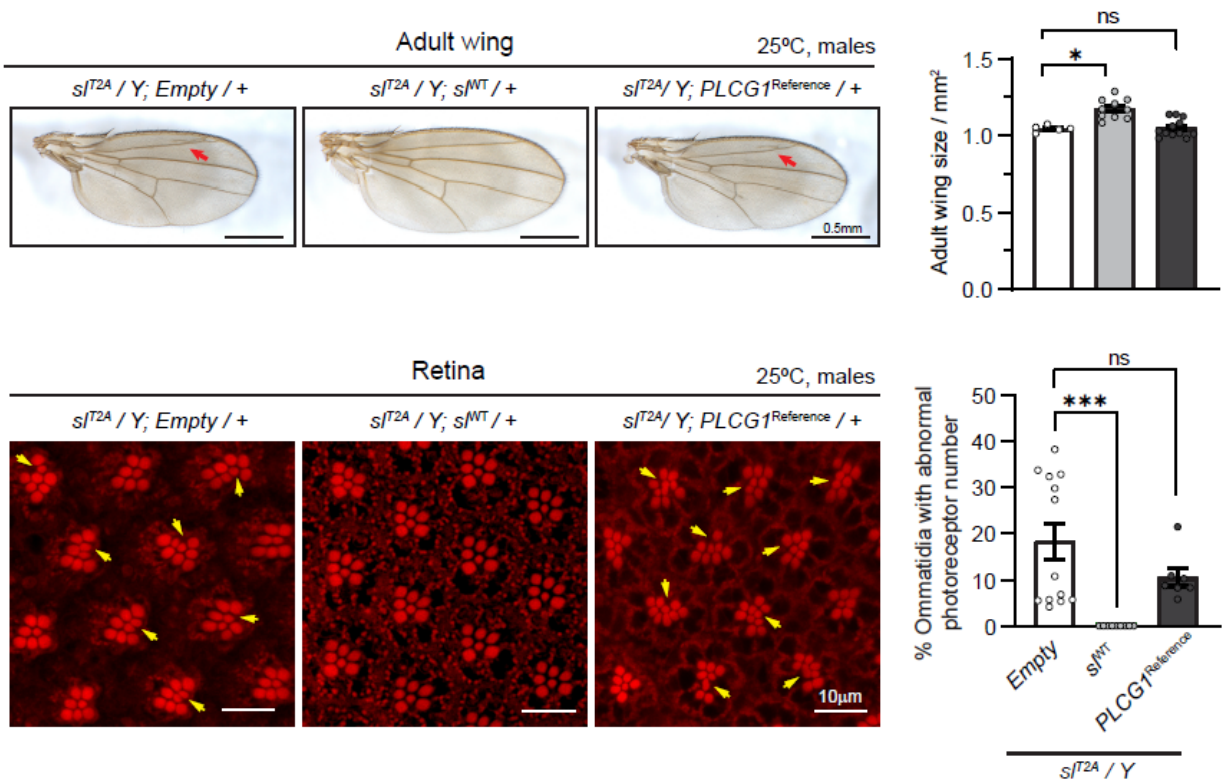 Adult wing
25ºC, males
sl^T2A / Y; Empty / +
sl^T2A / Y; sl^WT / +
sl^T2A/ Y; PLCG1^Reference / +
0.5mm
ns
*
1.5
1.0
0.5
0.0
Adult wing size / mm²
Retina
25ºC, males
sl^T2A / Y; Empty / +
sl^T2A / Y; sl^WT / +
sl^T2A/ Y; PLCG1^Reference / +
10µm
ns
***
50
40
30
20
10
0
% Ommatidia with abnormal
photoreceptor number
Empty
sl^WT
PLCG1^Reference
sl^T2A / Y